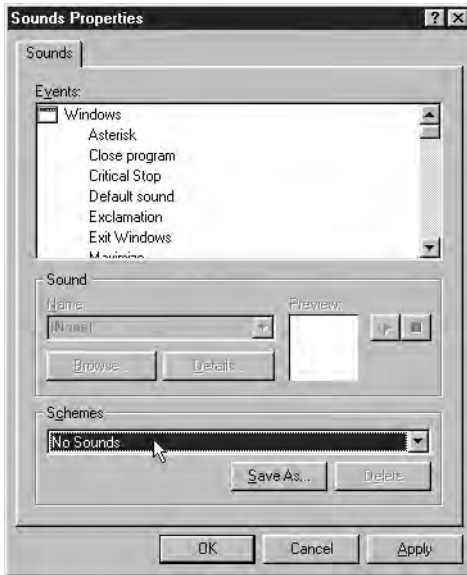 Sounds Properties
Sounds
Events:
Windows
Asterisk
Close program
Critical Stop
Default sound
Exclamation
Exit Windows
Maximize
Sound
Name:
Preview:
(None)
Browse...
Details...
Schemes
No Sounds
Save As...
Delete
OK
Cancel
Apply